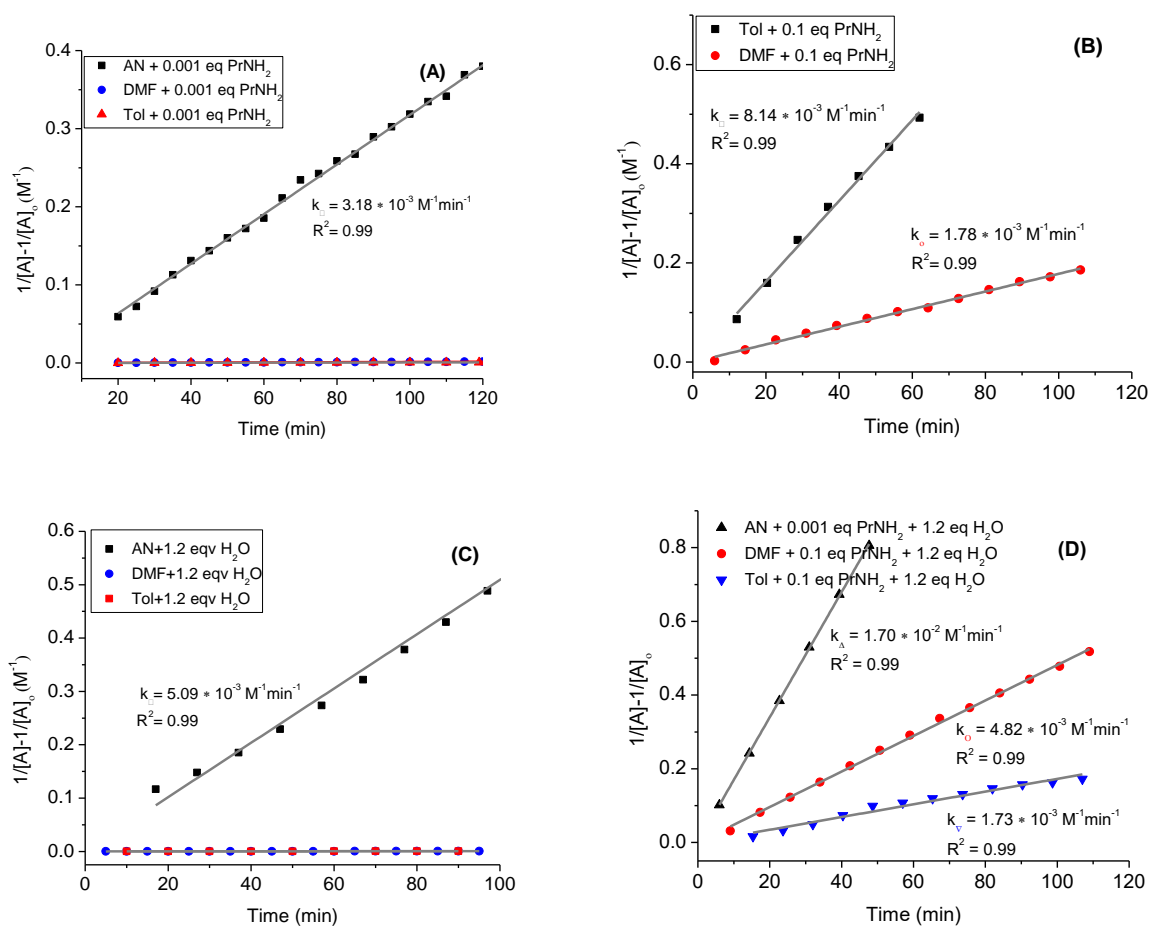 (A)
AN + 0.001 eq PrNH₂
DMF + 0.001 eq PrNH₂
Tol + 0.001 eq PrNH₂
0.4
0.3
0.2
0.1
0.0
1/[A]-1/[A]ₒ (M⁻¹)
k□ = 3.18 * 10⁻³ M⁻¹min⁻¹
R² = 0.99
20 40 60 80 100 120
Time (min)
(B)
Tol + 0.1 eq PrNH₂
DMF + 0.1 eq PrNH₂
0.6
0.4
0.2
0.0
1/[A]-1/[A]ₒ (M⁻¹)
k□ = 8.14 * 10⁻³ M⁻¹min⁻¹
R² = 0.99
kₒ = 1.78 * 10⁻³ M⁻¹min⁻¹
R² = 0.99
0 20 40 60 80 100 120
Time (min)
(C)
AN+1.2 eqv H₂O
DMF+1.2 eqv H₂O
Tol+1.2 eqv H₂O
0.6
0.5
0.4
0.3
0.2
0.1
0.0
1/[A]-1/[A]ₒ (M⁻¹)
k□ = 5.09 * 10⁻³ M⁻¹min⁻¹
R² = 0.99
0 20 40 60 80 100
Time (min)
(D)
AN + 0.001 eq PrNH₂ + 1.2 eq H₂O
DMF + 0.1 eq PrNH₂ + 1.2 eq H₂O
Tol + 0.1 eq PrNH₂ + 1.2 eq H₂O
0.8
0.6
0.4
0.2
0.0
1/[A]-1/[A]ₒ
k△ = 1.70 * 10⁻² M⁻¹min⁻¹
R² = 0.99
k○ = 4.82 * 10⁻³ M⁻¹min⁻¹
R² = 0.99
k▽ = 1.73 * 10⁻³ M⁻¹min⁻¹
R² = 0.99
0 20 40 60 80 100 120
Time (min)